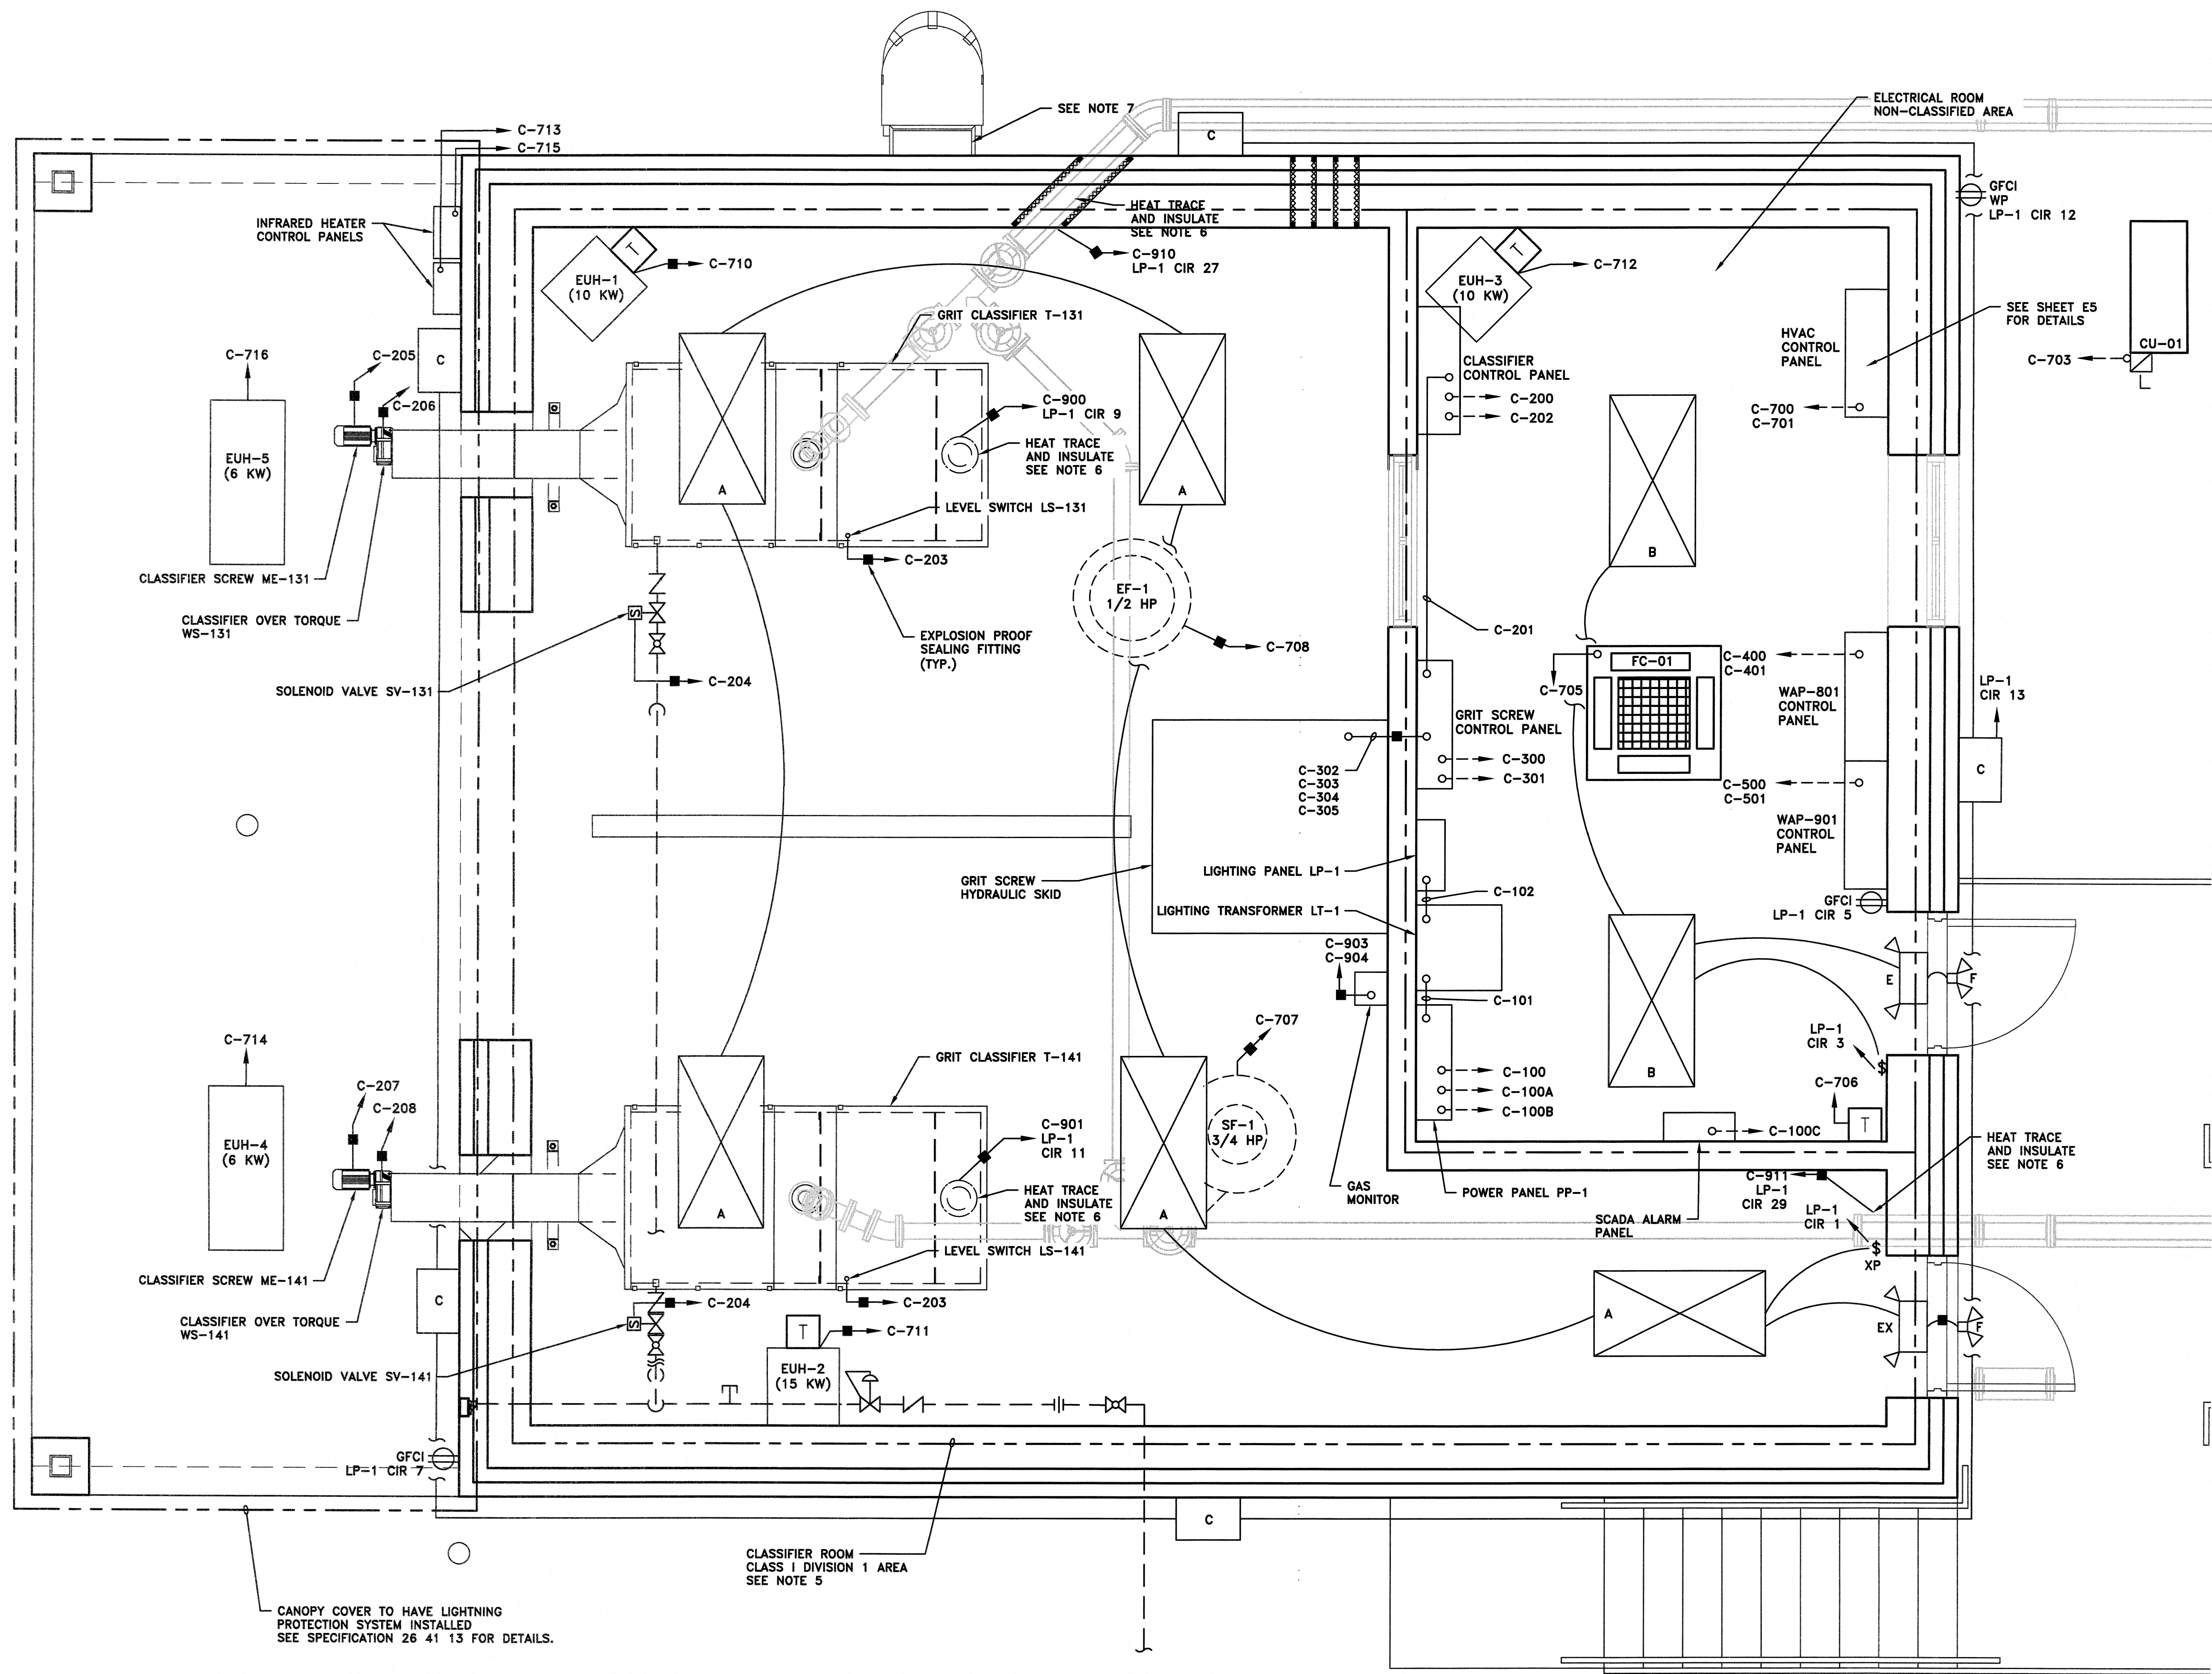 SEE NOTE 7
ELECTRICAL ROOM
NON-CLASSIFIED AREA
C-713
C-715
C
GFCI
WP
LP-1 CIR 12
INFRARED HEATER
CONTROL PANELS
HEAT TRACE
AND INSULATE
SEE NOTE 6
C-910
LP-1 CIR 27
T
EUH-1
(10 KW)
C-710
T
EUH-3
(10 KW)
C-712
GRIT CLASSIFIER T-131
SEE SHEET E5
FOR DETAILS
HVAC
CONTROL
PANEL
CU-01
C-703
C-716
C-205
C
C-206
CLASSIFIER
CONTROL PANEL
C-200
C-202
C-700
C-701
C-900
LP-1 CIR 9
HEAT TRACE
AND INSULATE
SEE NOTE 6
EUH-5
(6 KW)
A
A
LEVEL SWITCH LS-131
C-203
B
CLASSIFIER SCREW ME-131
CLASSIFIER OVER TORQUE
WS-131
S
EF-1
1/2 HP
EXPLOSION PROOF
SEALING FITTING
(TYP.)
C-708
C-201
C-204
SOLENOID VALVE SV-131
FC-01
C-705
C-400
C-401
WAP-801
CONTROL
PANEL
LP-1
CIR 13
GRIT SCREW
CONTROL PANEL
C-300
C-301
C-302
C-303
C-304
C-305
C
C-500
C-501
WAP-901
CONTROL
PANEL
LIGHTING PANEL LP-1
GRIT SCREW
HYDRAULIC SKID
C-102
LIGHTING TRANSFORMER LT-1
GFCI
LP-1 CIR 5
C-903
C-904
E
F
C-101
C-707
LP-1
CIR 3
$
C-714
GRIT CLASSIFIER T-141
B
C-100
C-100A
C-100B
C-706
T
C-207
C-208
C-901
LP-1
CIR 11
SF-1
3/4 HP
C-100C
HEAT TRACE
AND INSULATE
SEE NOTE 6
EUH-4
(6 KW)
C-911
LP-1
CIR 29
HEAT TRACE
AND INSULATE
SEE NOTE 6
GAS
MONITOR
POWER PANEL PP-1
A
A
SCADA ALARM
PANEL
LP-1
CIR 1
$
XP
LEVEL SWITCH LS-141
CLASSIFIER SCREW ME-141
C
C-204
C-203
S
CLASSIFIER OVER TORQUE
WS-141
T
C-711
A
EX
F
SOLENOID VALVE SV-141
EUH-2
(15 KW)
GFCI
LP-1 CIR 7
C
CLASSIFIER ROOM
CLASS I DIVISION 1 AREA
SEE NOTE 5
CANOPY COVER TO HAVE LIGHTNING
PROTECTION SYSTEM INSTALLED
SEE SPECIFICATION 26 41 13 FOR DETAILS.